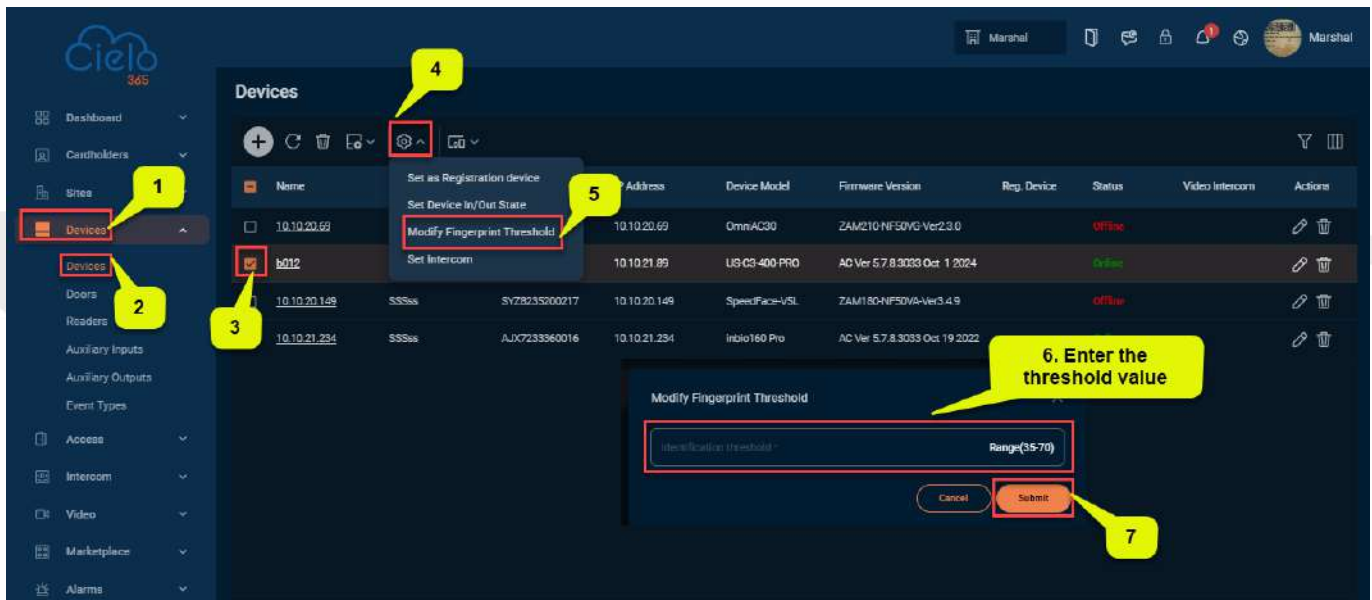 Cielo
365
Marshal
1
Marshal
4
Devices
Dashboard
Cardholders
Sites
1
Devices
Devices
2
Doors
Readers
Auxiliary Inputs
Auxiliary Outputs
Event Types
Access
Intercom
Video
Marketplace
Alarms
Name
Address
Device Model
Firmware Version
Reg. Device
Status
Video Intercom
Actions
Set as Registration device
Set Device In/Out State
Modify Fingerprint Threshold
Set Intercom
5
10.10.20.69
10.10.20.69
OmniAC30
ZAM210-NF50VG-Ver2.3.0
Offline
3
b012
10.10.21.89
US-C3-400-PRO
AC Ver 5.7.8.3033 Oct 1 2024
Online
10.10.20.149
SSSss
SYZ8235200217
10.10.20.149
SpeedFace-V5L
ZAM180-NF50VA-Ver3.4.9
Offline
10.10.21.234
SSSss
AJX7233360016
10.10.21.234
inbio160 Pro
AC Ver 5.7.8.3033 Oct 19 2022
6. Enter the
threshold value
Modify Fingerprint Threshold
Identification threshold *
Range(35-70)
Cancel
Submit
7